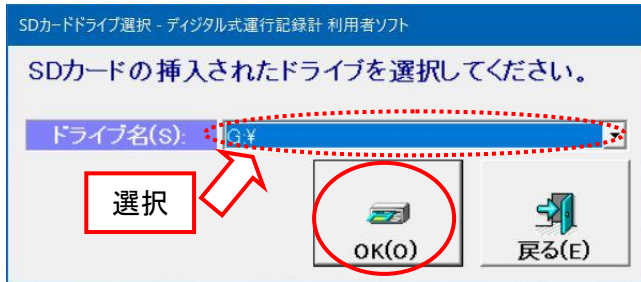 SDカードドライブ選択 - ディジタル式運行記録計 利用者ソフト
SDカードの挿入されたドライブを選択してください。
ドライブ名(S):
G:¥
選択
OK(O)
戻る(E)